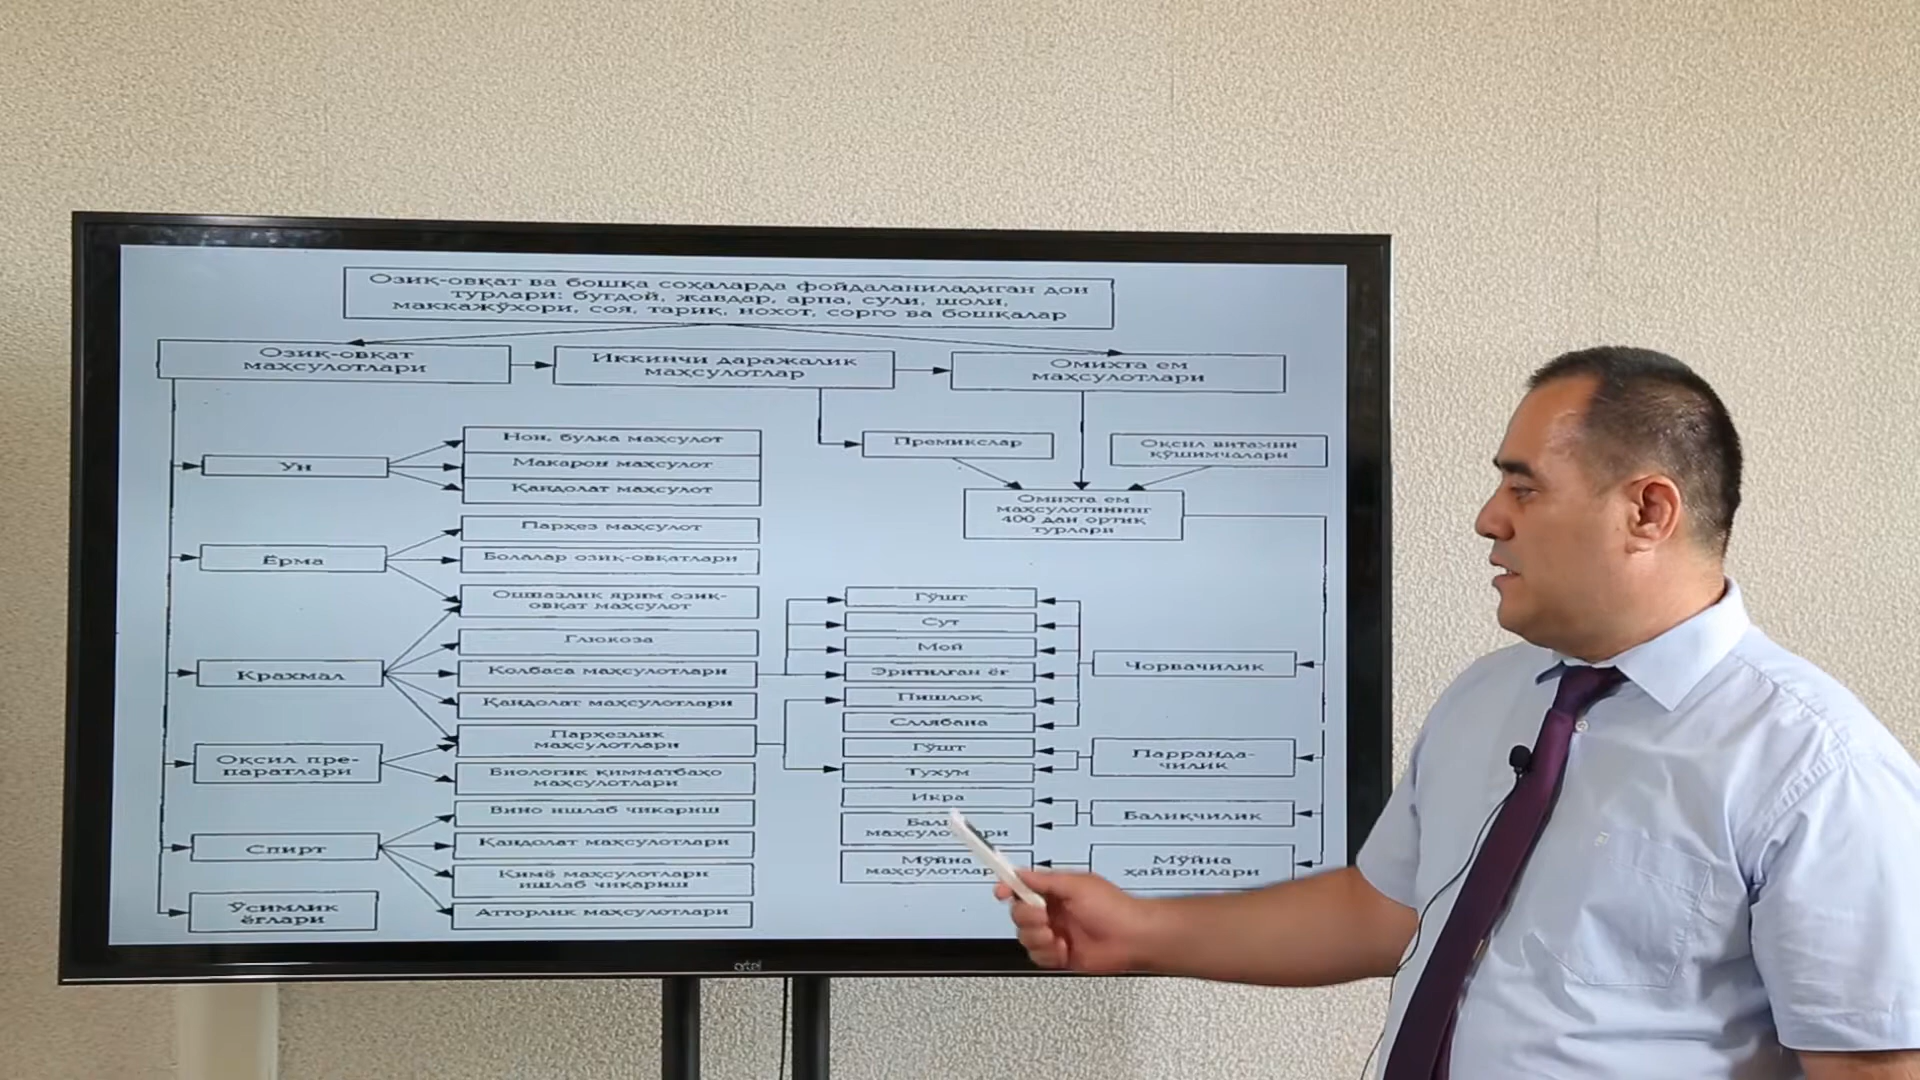 Озиқ-овқат ва бошқа соҳаларда фойдаланиладиган дон
турлари: буғдой, жавдар, арпа, сули, шоли,
маккажўхори, соя, тариқ, нохот, сорго ва бошқалар
Озиқ-овқат
маҳсулотлари
Иккинчи даражалик
маҳсулотлар
Омихта ем
маҳсулотлари
Ун
Нон, булка маҳсулот
Макарон маҳсулот
Қандолат маҳсулот
Премикслар
Оқсил витамин
қўшимчалари
Омихта ем
маҳсулотининг
400 дан ортиқ
турлари
Ёрма
Парҳез маҳсулот
Болалар озиқ-овқатлари
Ошпазлик ярим озиқ-
овқат маҳсулот
Крахмал
Глюкоза
Колбаса маҳсулотлари
Қандолат маҳсулотлари
Парҳезлик
маҳсулотлари
Оқсил пре-
паратлари
Биологик қимматбаҳо
маҳсулотлари
Спирт
Вино ишлаб чикариш
Қандолат маҳсулотлари
Кимё маҳсулотлари
ишлаб чиқариш
Атторлик маҳсулотлари
Ўсимлик
ёғлари
Гўшт
Сут
Мой
Эритилган ёғ
Пишлоқ
Гўшт
Тухум
Икра
Мўйна
Чорвачилик
Парранда-
чилик
Балиқчилик
Мўйна
ҳайвонлари
artel